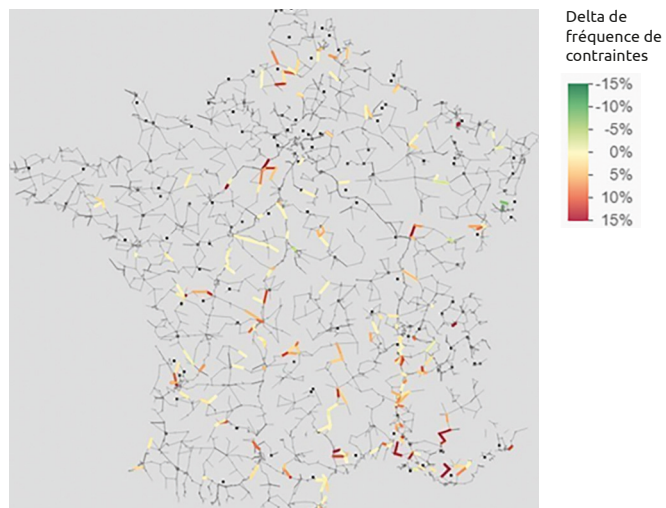 Delta de
fréquence de
contraintes
-15%
-10%
-5%
0%
5%
10%
15%